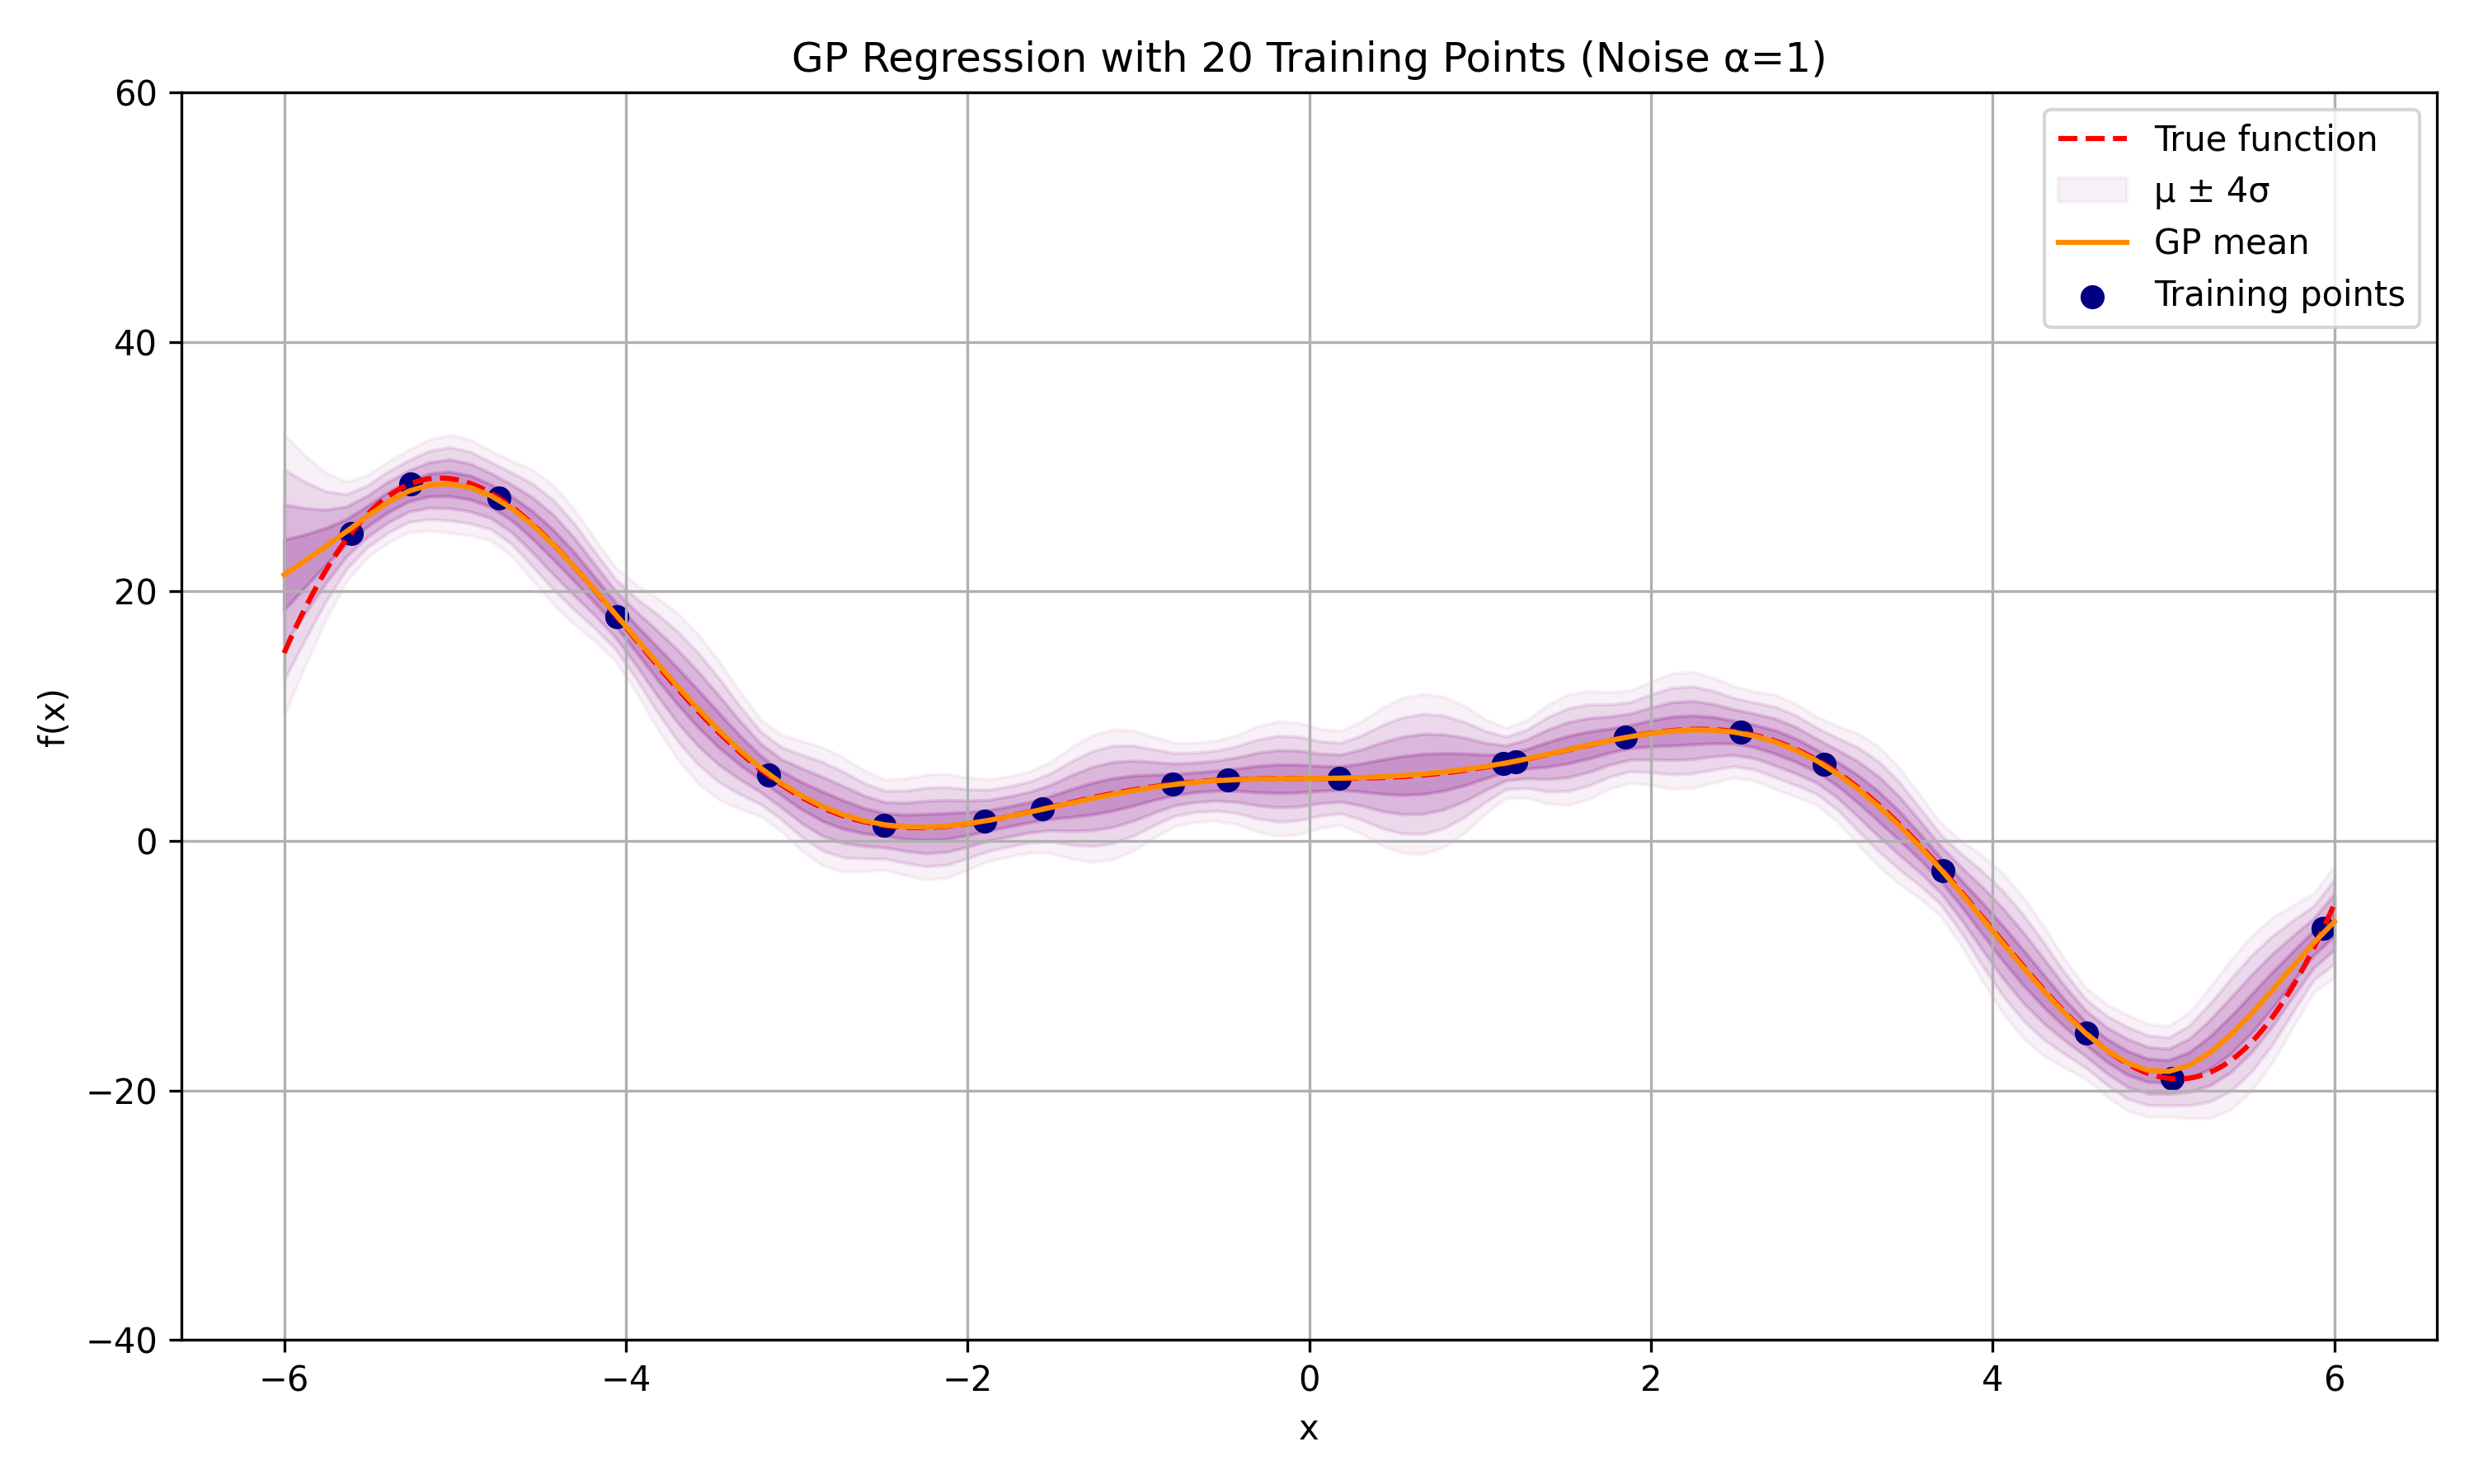 GP Regression with 20 Training Points (Noise α=1)
60
40
20
0
−20
−40
f(x)
True function
μ ± 4σ
GP mean
Training points
−6
−4
−2
0
2
4
6
x